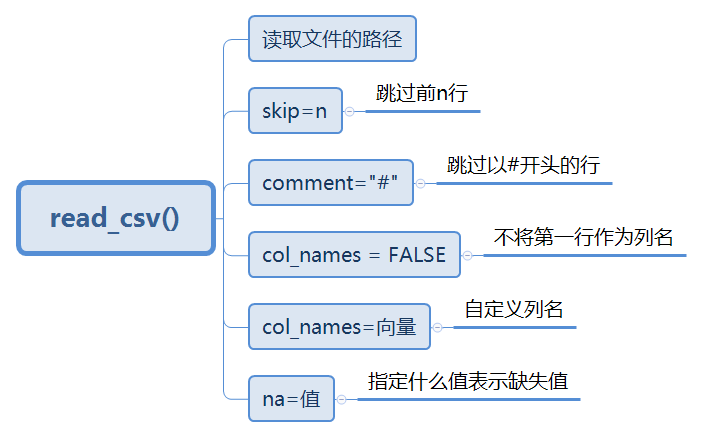 read_csv()
读取文件的路径
skip=n
跳过前n行
comment="#"
跳过以#开头的行
col_names = FALSE
不将第一行作为列名
col_names=向量
自定义列名
na=值
指定什么值表示缺失值